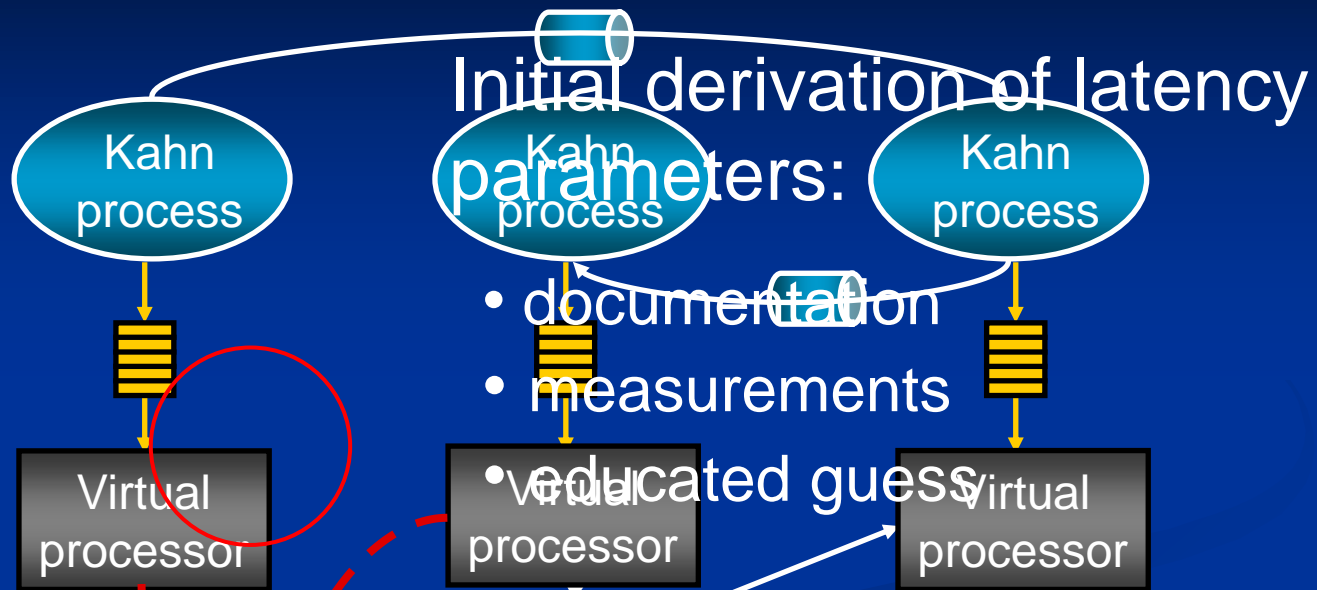 Initial derivation of latency
parameters:
• documentation
• measurements
• educated guess
Kahn
process
Kahn
process
Kahn
process
Virtual
processor
Virtual
processor
Virtual
processor